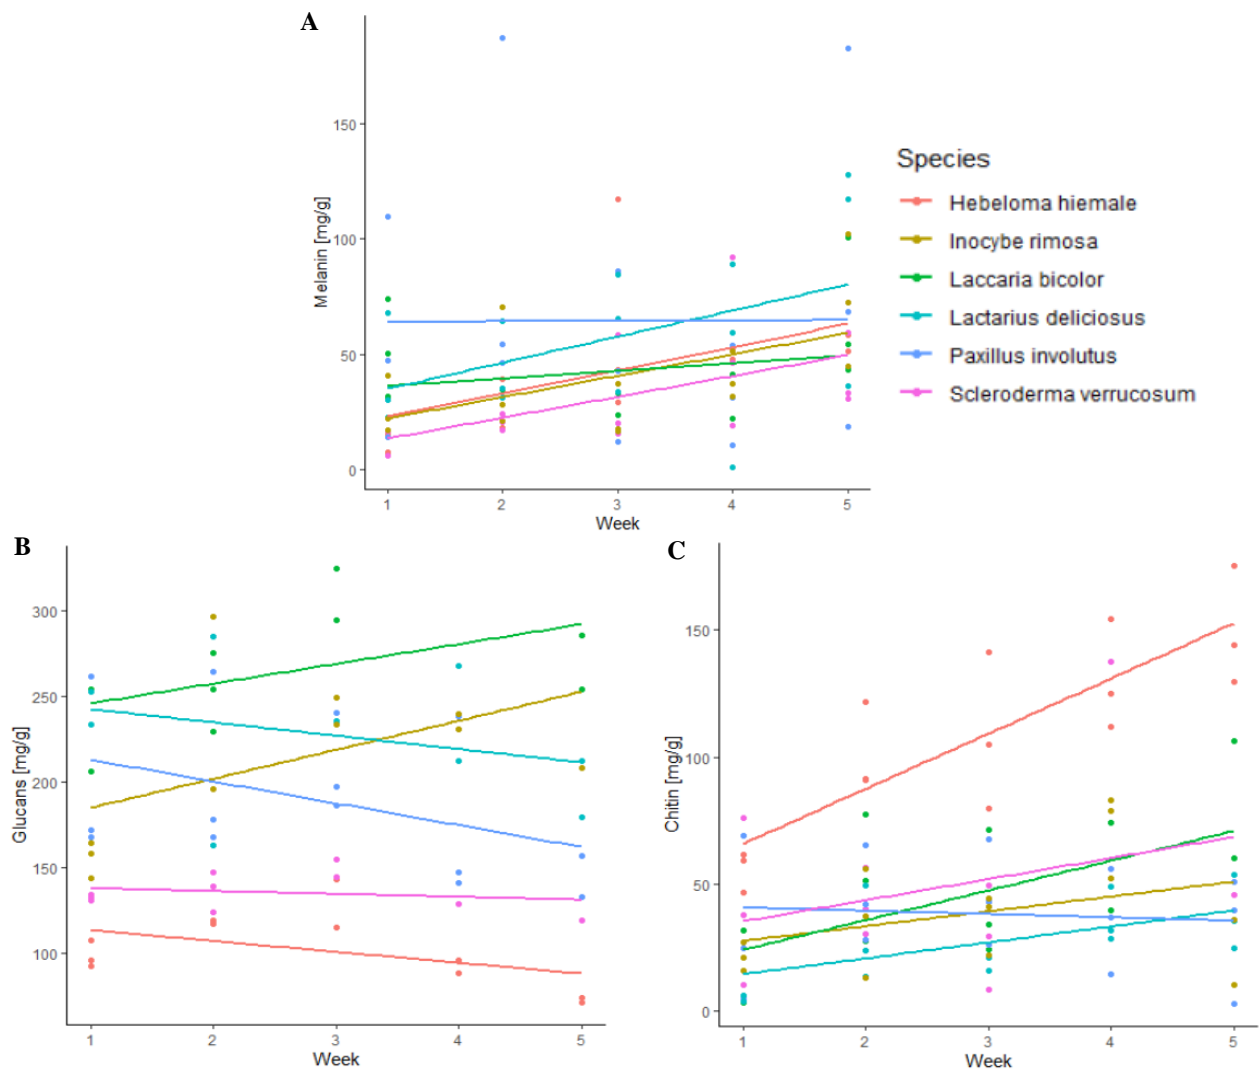 A
Melanin [mg/g]
150
100
50
0
1 2 3 4 5
Week
Species
Hebeloma hiemale
Inocybe rimosa
Laccaria bicolor
Lactarius deliciosus
Paxillus involutus
Scleroderma verrucosum
B
Glucans [mg/g]
300
250
200
150
100
1 2 3 4 5
Week
C
Chitin [mg/g]
150
100
50
0
1 2 3 4 5
Week